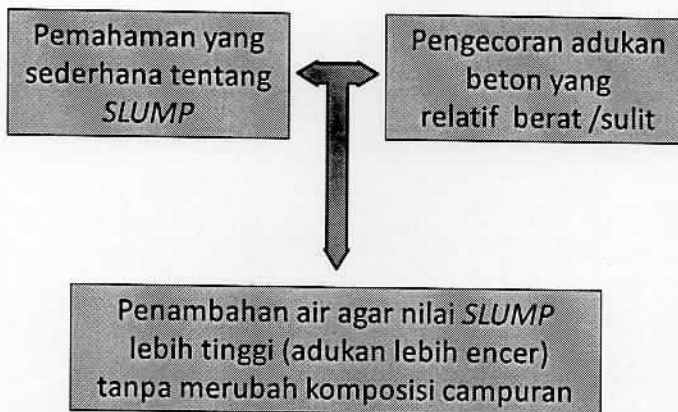 Pemahaman yang
sederhana tentang
SLUMP
Pengecoran adukan
beton yang
relatif berat /sulit
Penambahan air agar nilai SLUMP
lebih tinggi (adukan lebih encer)
tanpa merubah komposisi campuran